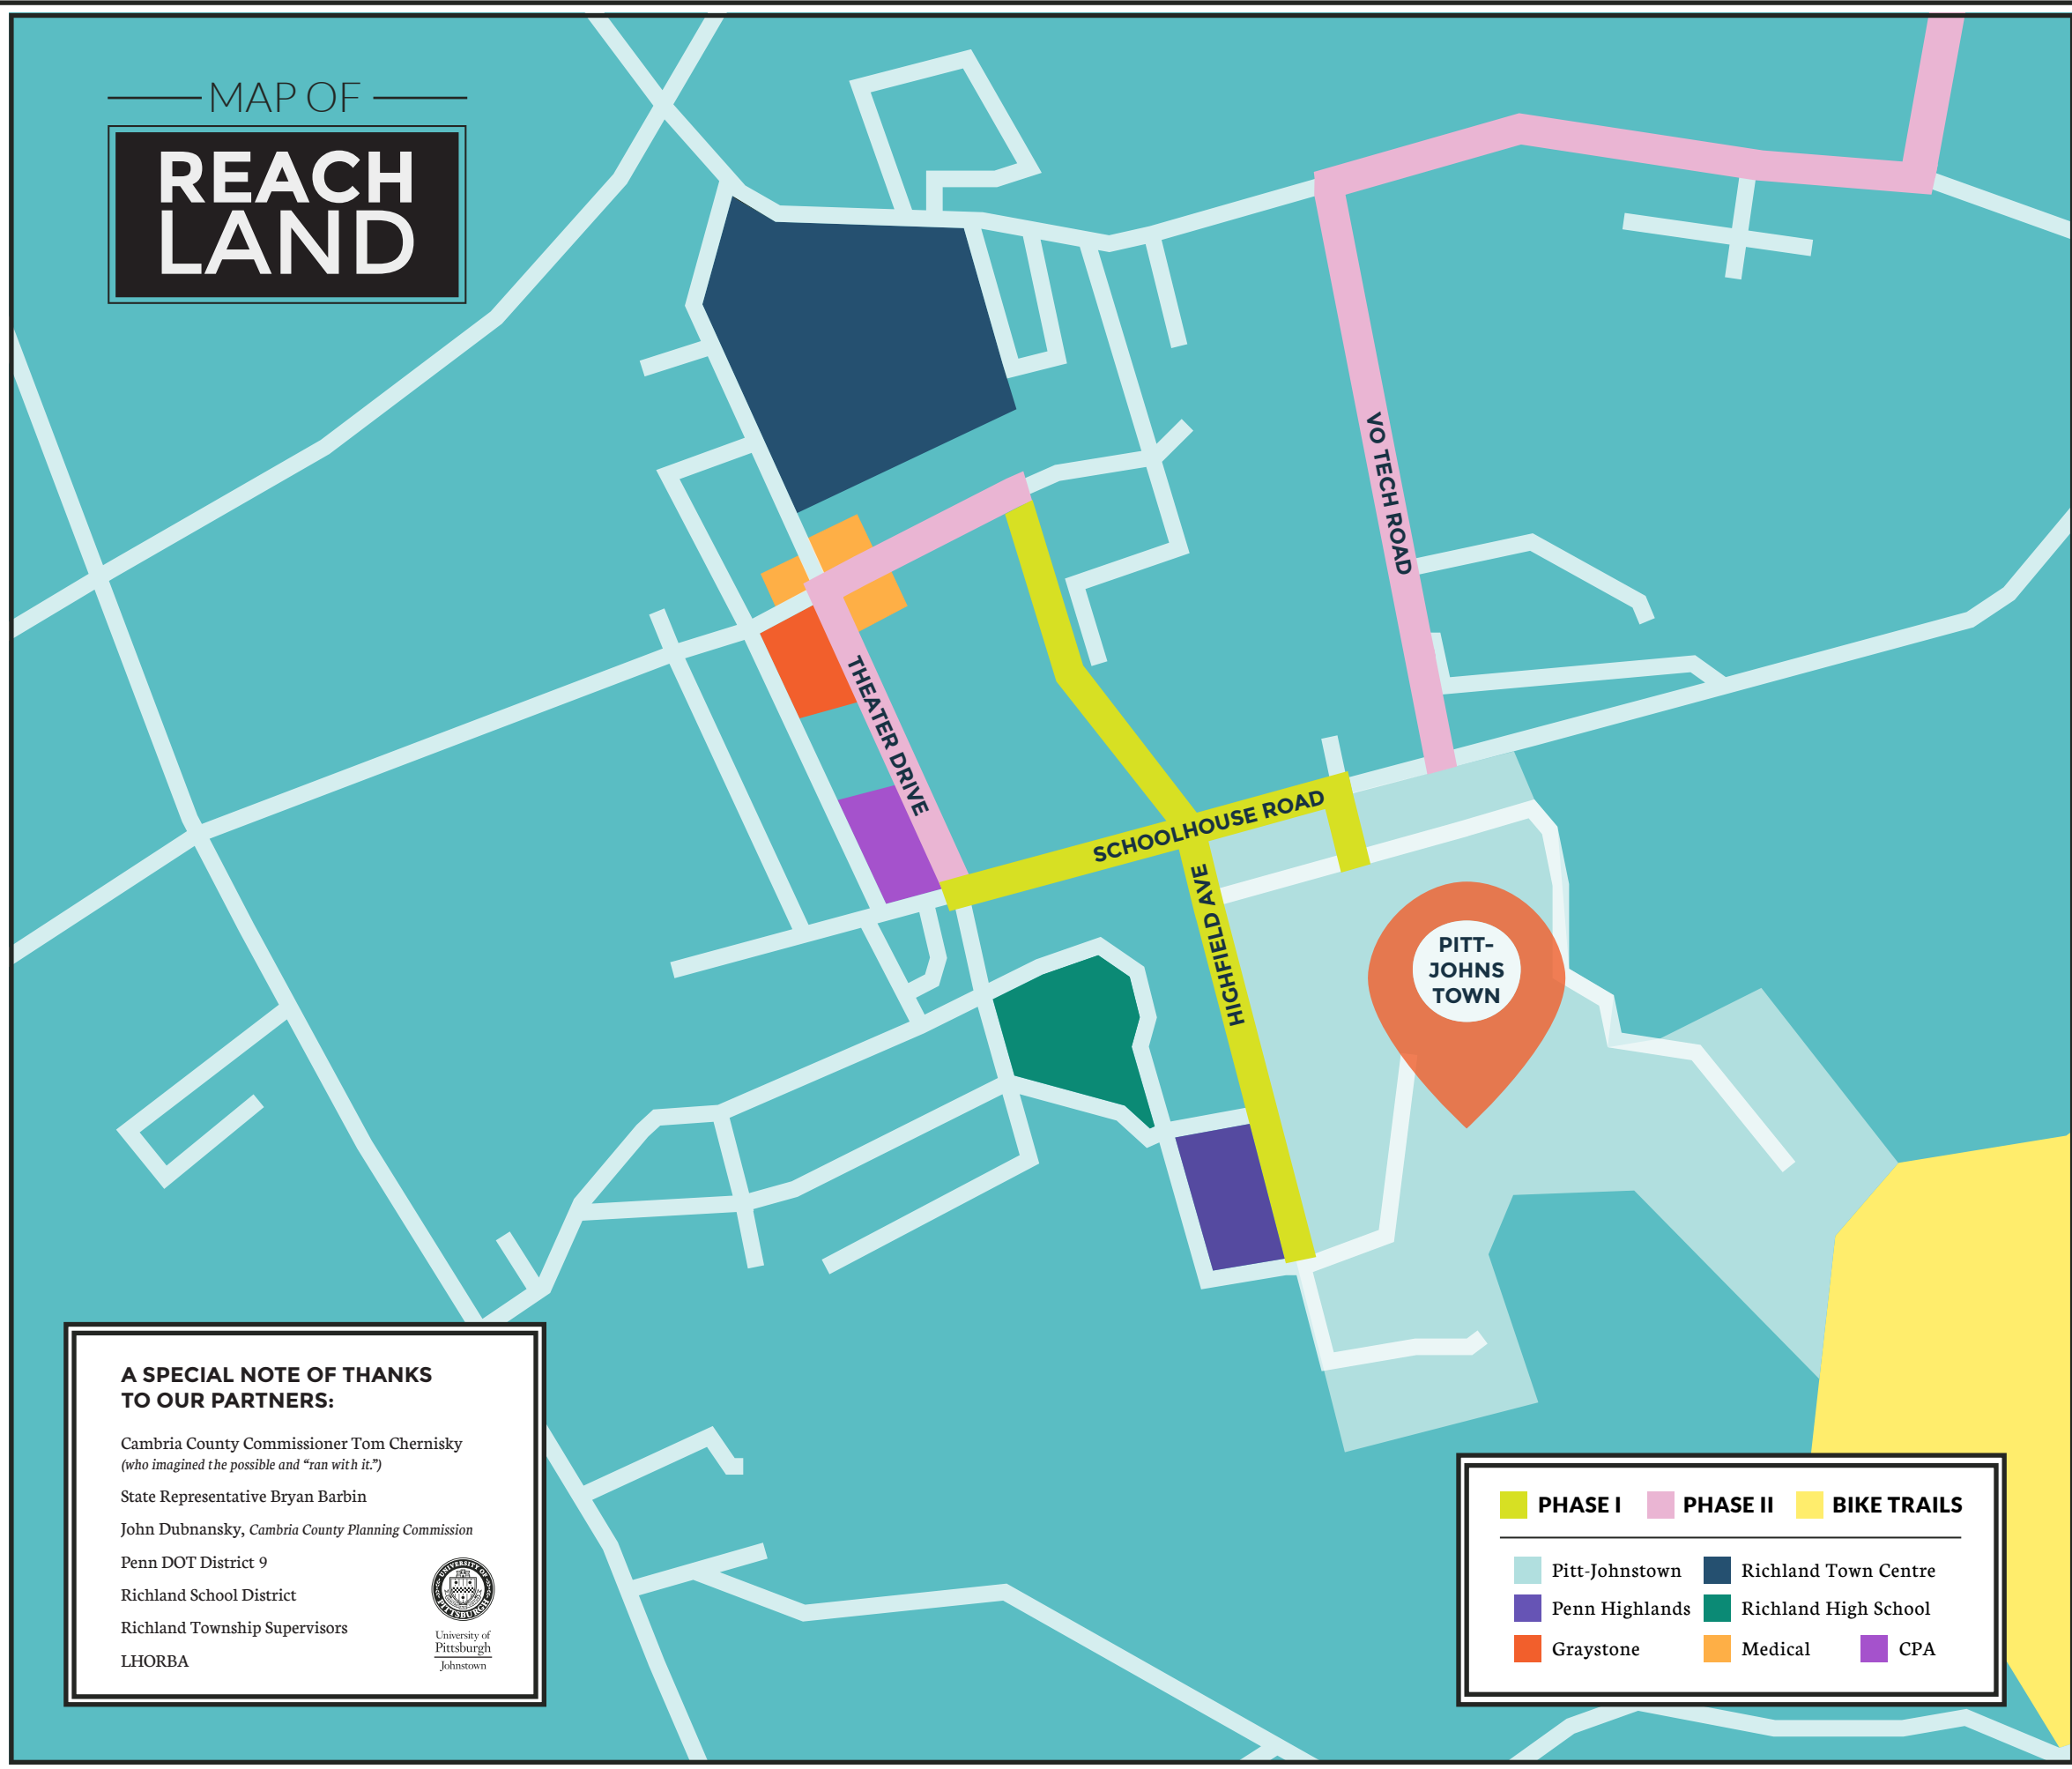 MAP OF
REACH
LAND
VO TECH ROAD
THEATER DRIVE
SCHOOLHOUSE ROAD
HIGHFIELD AVE
PITT-
JOHNS
TOWN
A SPECIAL NOTE OF THANKS
TO OUR PARTNERS:
Cambria County Commissioner Tom Chernisky
(who imagined the possible and “ran with it.”)
State Representative Bryan Barbin
John Dubnansky, Cambria County Planning Commission
Penn DOT District 9
Richland School District
Richland Township Supervisors
LHORBA
UNIVERSITY OF
PITTSBURGH
University of
Pittsburgh
Johnstown
PHASE I PHASE II BIKE TRAILS
Pitt-Johnstown Richland Town Centre
Penn Highlands Richland High School
Graystone Medical CPA